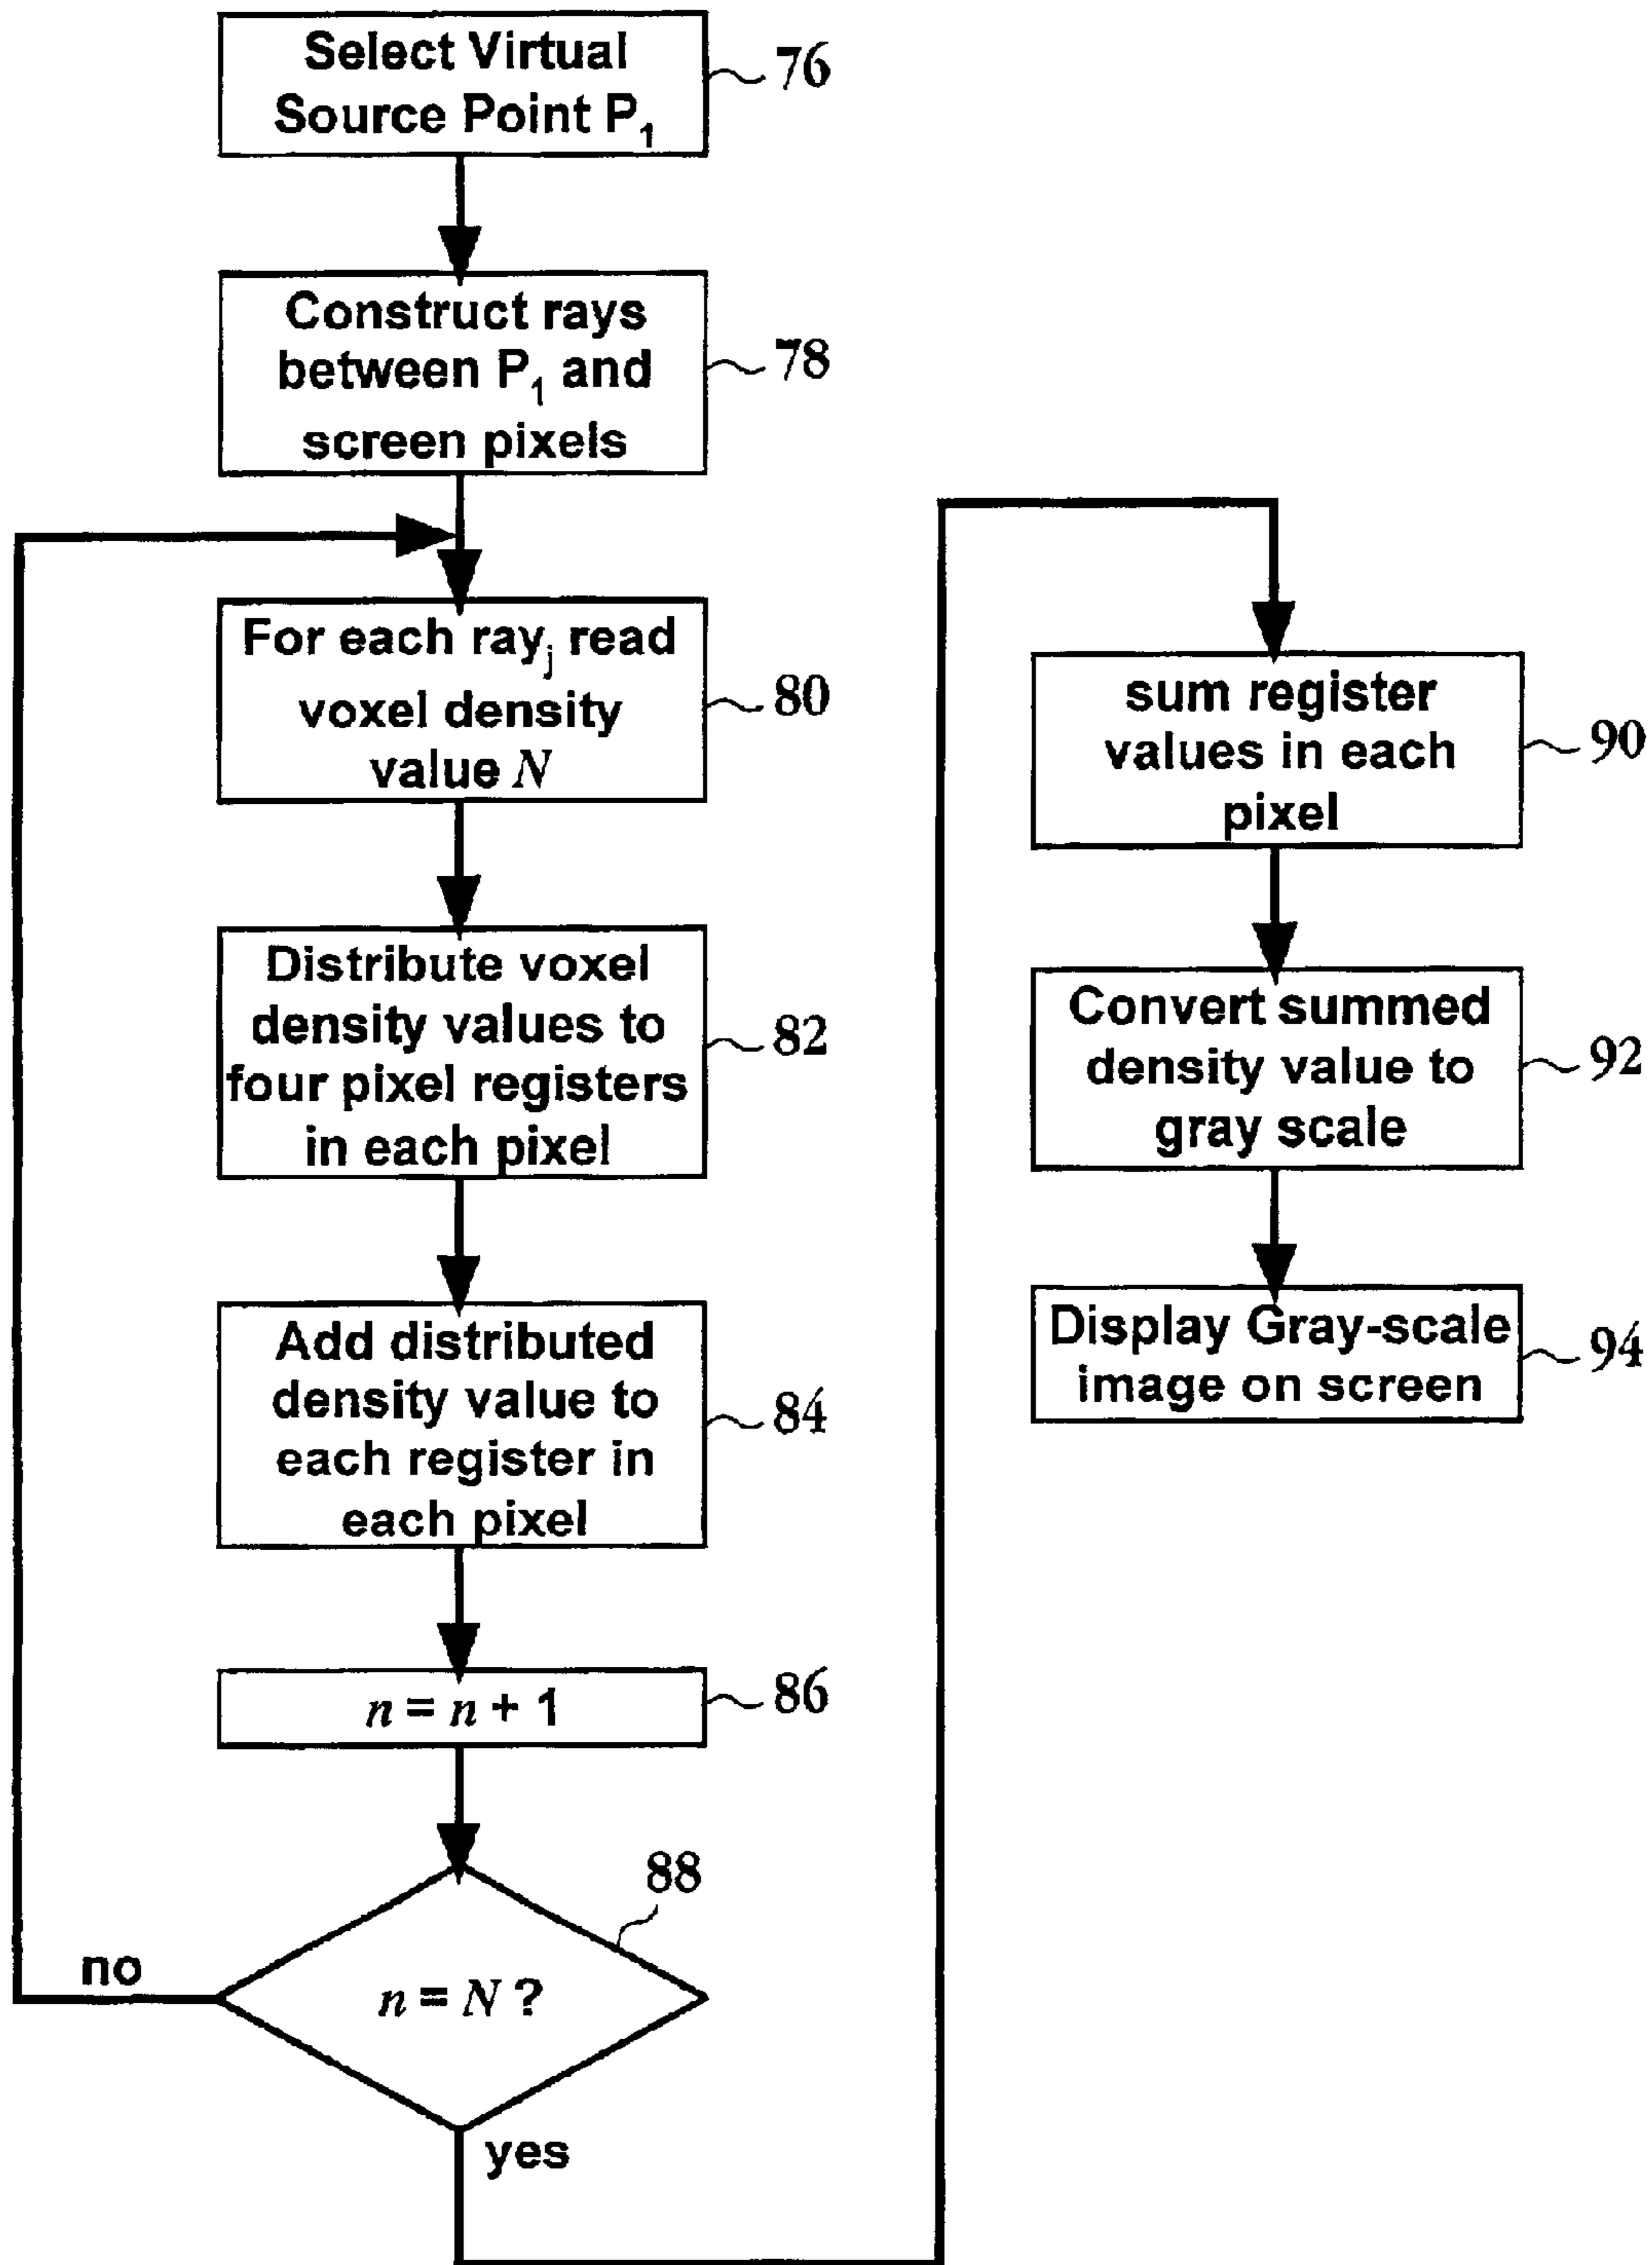 Select Virtual
Source Point P₁
76
Construct rays
between P₁ and
screen pixels
78
For each rayⱼ read
voxel density
value N
80
Distribute voxel
density values to
four pixel registers
in each pixel
82
Add distributed
density value to
each register in
each pixel
84
n = n + 1
86
88
n = N ?
no
yes
sum register
values in each
pixel
90
Convert summed
density value to
gray scale
92
Display Gray-scale
image on screen
94